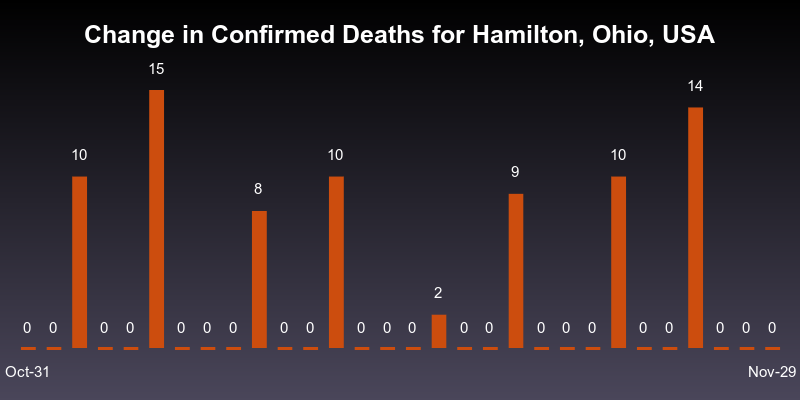 Change in Confirmed Deaths for Hamilton, Ohio, USA
0 0 10 0 0 15 0 0 0 8 0 0 10 0 0 0 2 0 0 9 0 0 0 10 0 0 14 0 0 0
Oct-31 Nov-29